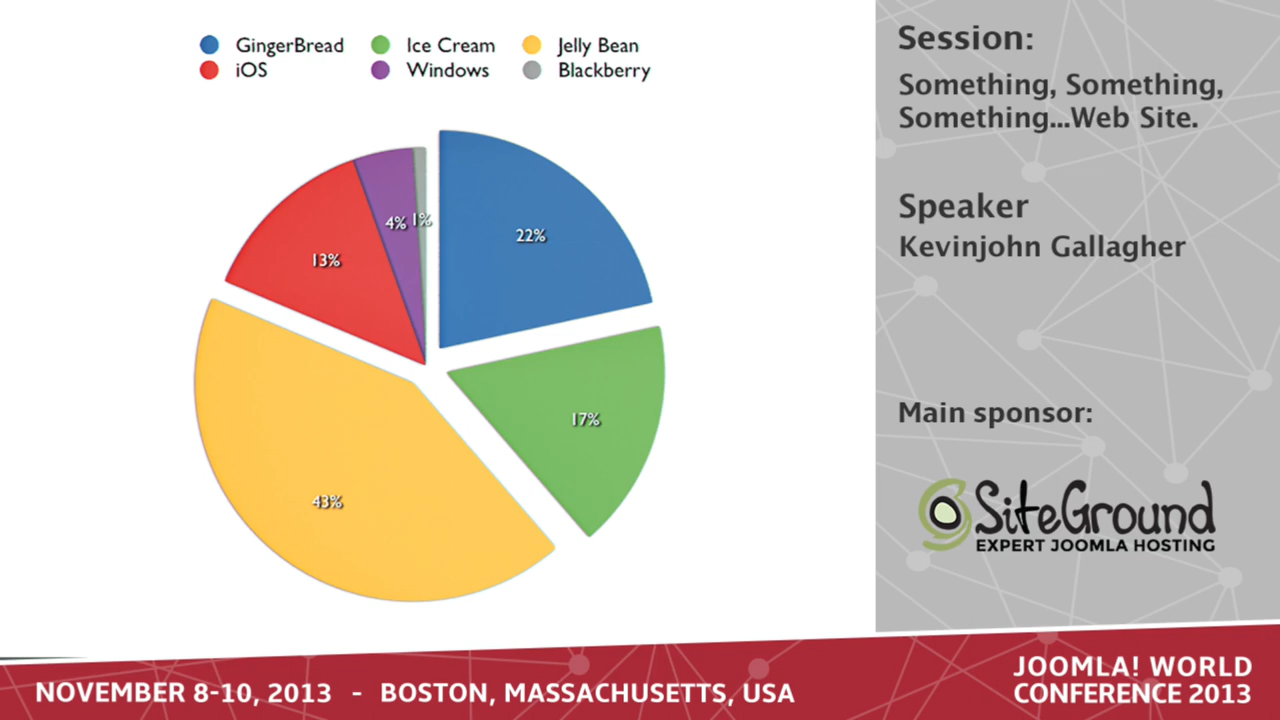 GingerBread
Ice Cream
Jelly Bean
iOS
Windows
Blackberry
4%
1%
22%
13%
17%
43%
Session:
Something, Something,
Something...Web Site.
Speaker
Kevinjohn Gallagher
Main sponsor:
SiteGround
EXPERT JOOMLA HOSTING
NOVEMBER 8-10, 2013 - BOSTON, MASSACHUSETTS, USA
JOOMLA! WORLD
CONFERENCE 2013